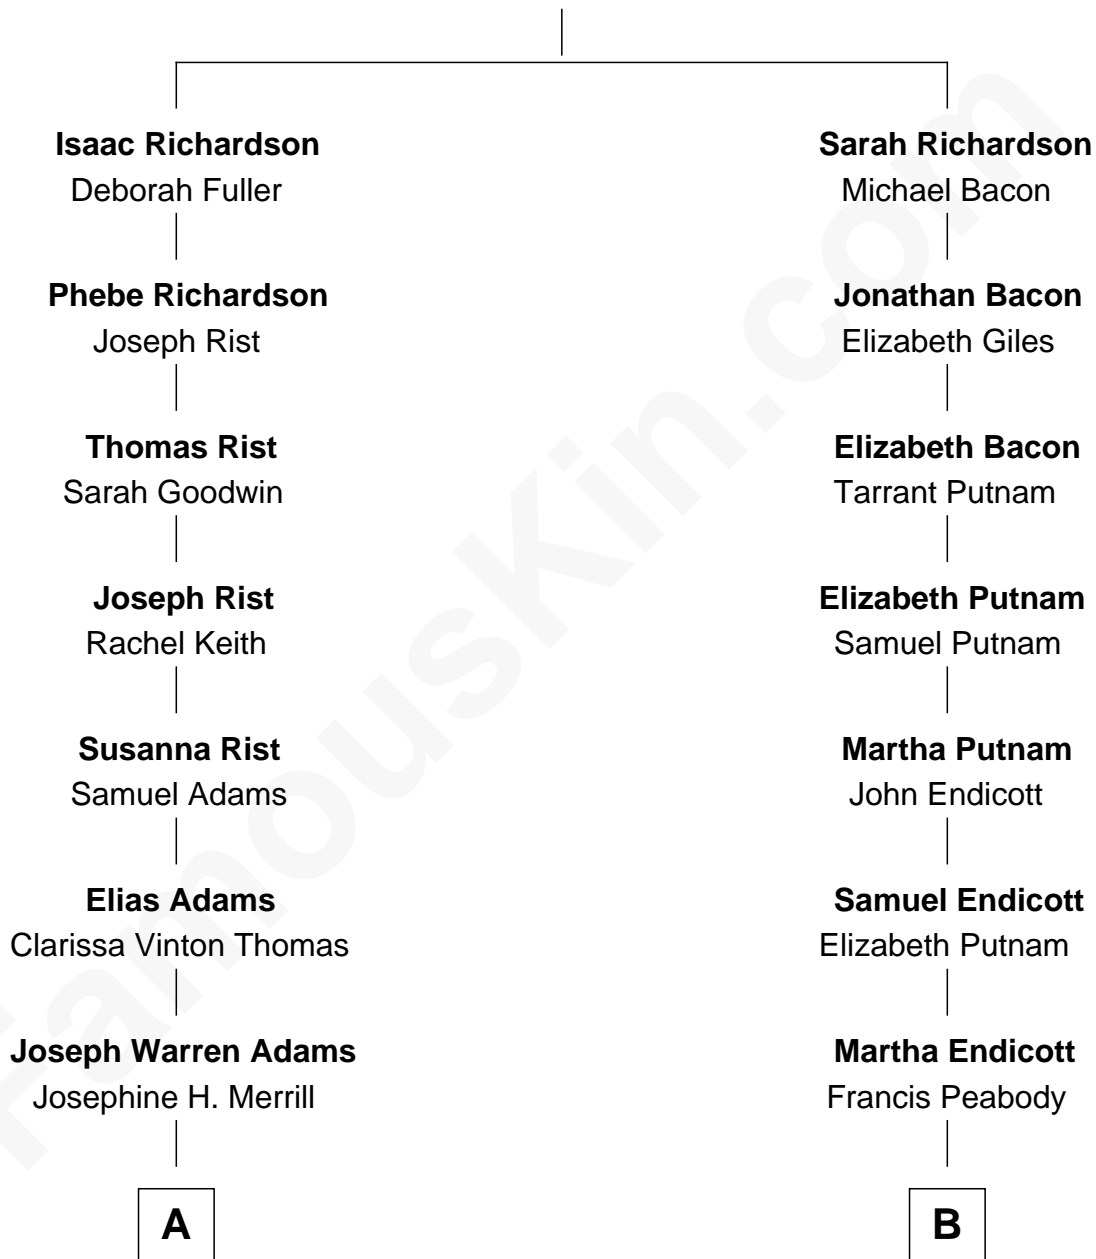 Isaac Richardson
Deborah Fuller
Sarah Richardson
Michael Bacon
Phebe Richardson
Joseph Rist
Jonathan Bacon
Elizabeth Giles
Thomas Rist
Sarah Goodwin
Elizabeth Bacon
Tarrant Putnam
Joseph Rist
Rachel Keith
Elizabeth Putnam
Samuel Putnam
Susanna Rist
Samuel Adams
Martha Putnam
John Endicott
Elias Adams
Clarissa Vinton Thomas
Samuel Endicott
Elizabeth Putnam
Joseph Warren Adams
Josephine H. Merrill
Martha Endicott
Francis Peabody
A
B
FamousKin.com